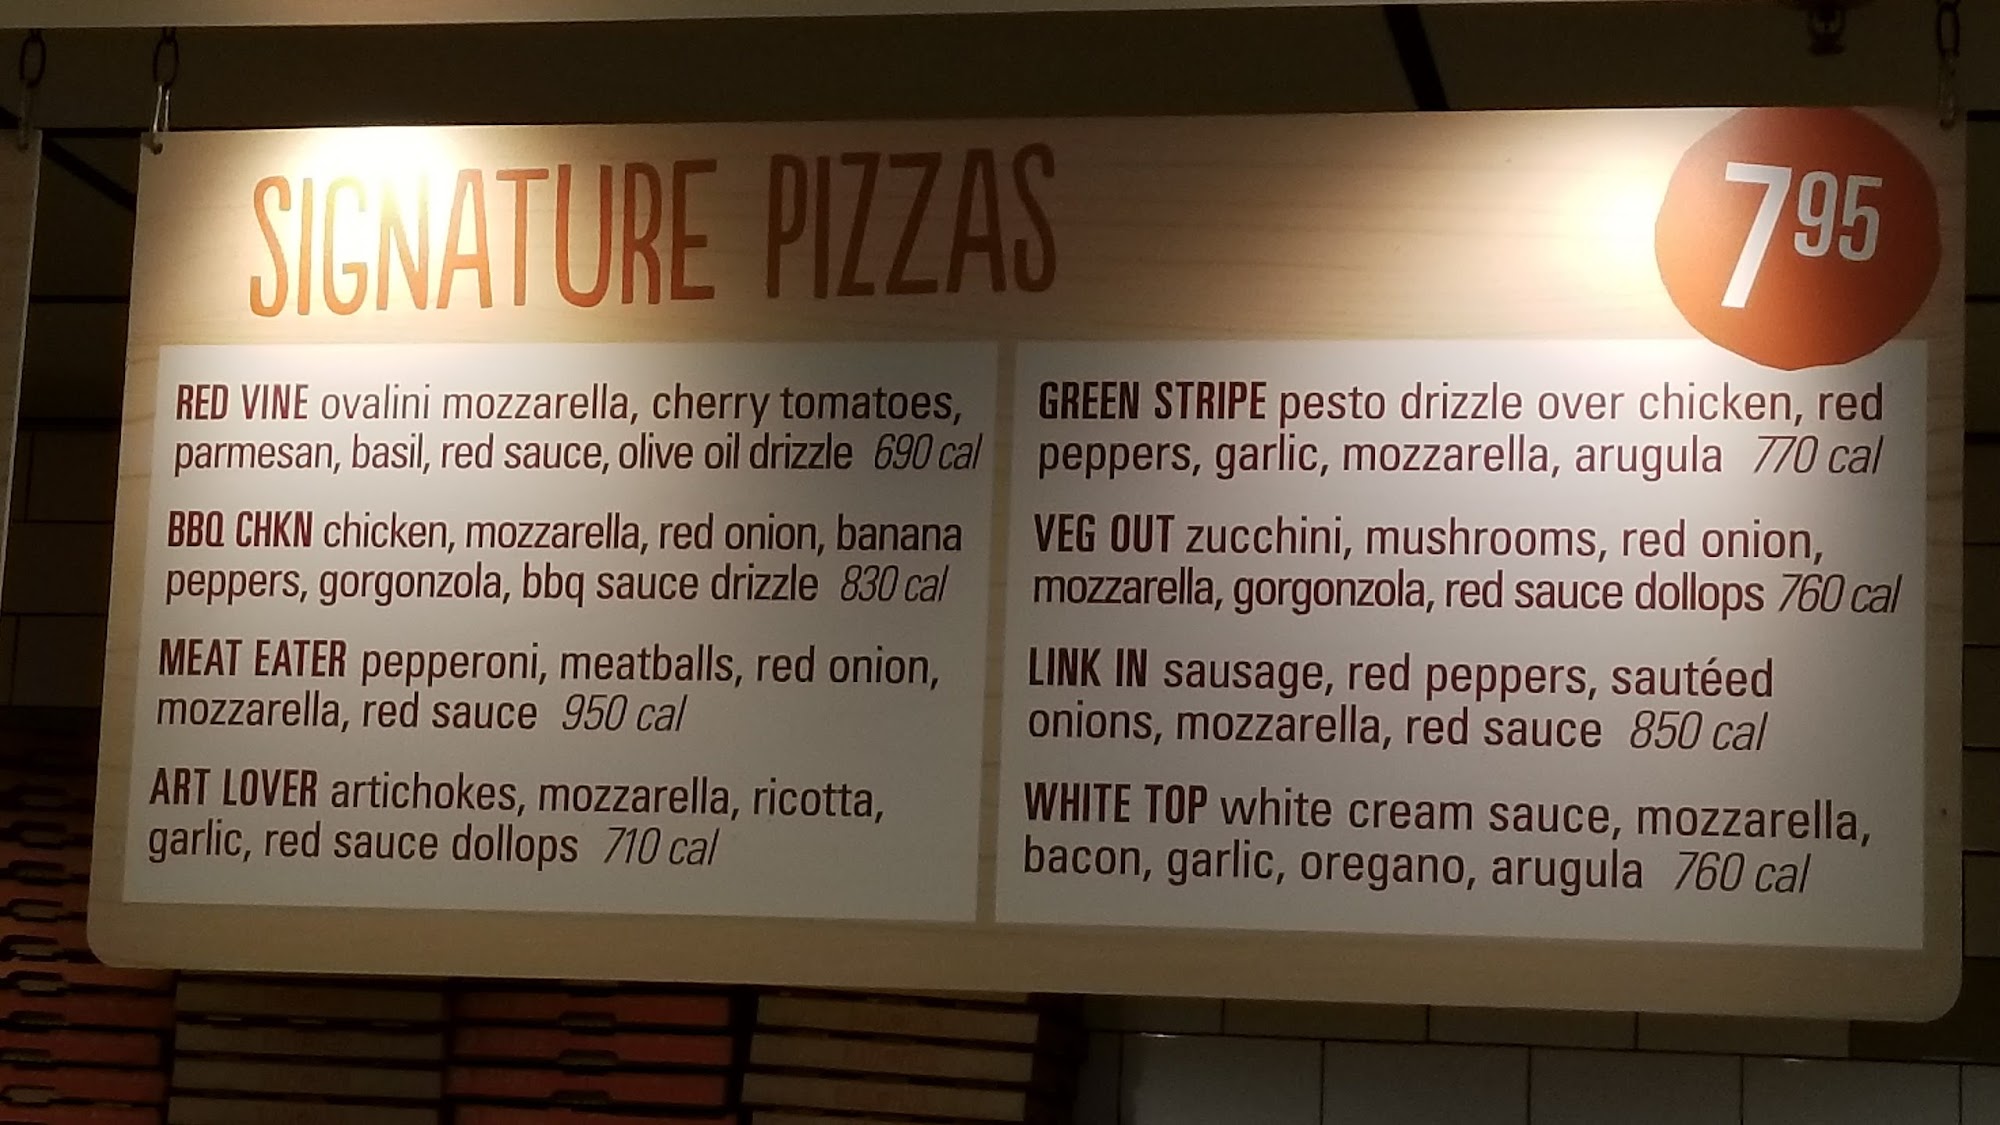 SIGNATURE PIZZAS
7 95
RED VINE ovalini mozzarella, cherry tomatoes,
parmesan, basil, red sauce, olive oil drizzle 690 cal
BBQ CHKN chicken, mozzarella, red onion, banana
peppers, gorgonzola, bbq sauce drizzle 830 cal
MEAT EATER pepperoni, meatballs, red onion,
mozzarella, red sauce 950 cal
ART LOVER artichokes, mozzarella, ricotta,
garlic, red sauce dollops 710 cal
GREEN STRIPE pesto drizzle over chicken, red
peppers, garlic, mozzarella, arugula 770 cal
VEG OUT zucchini, mushrooms, red onion,
mozzarella, gorgonzola, red sauce dollops 760 cal
LINK IN sausage, red peppers, sautéed
onions, mozzarella, red sauce 850 cal
WHITE TOP white cream sauce, mozzarella,
bacon, garlic, oregano, arugula 760 cal